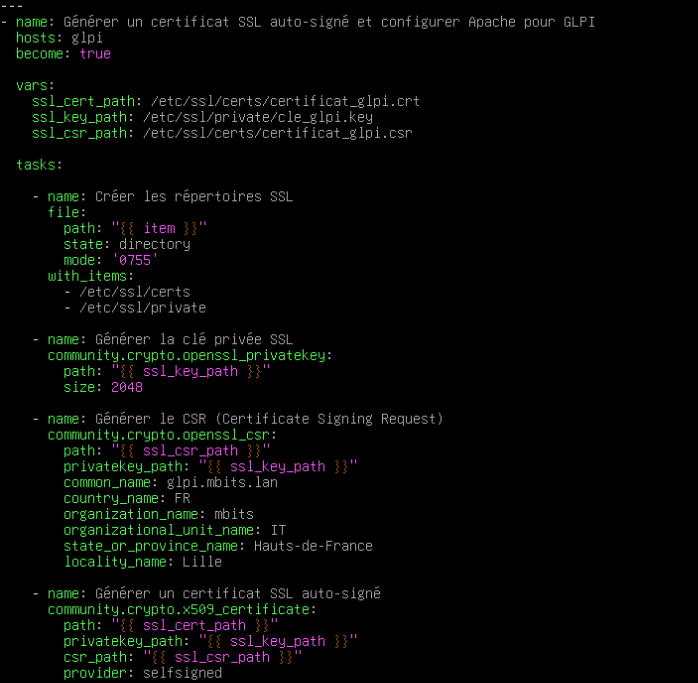 ---
- name: Générer un certificat SSL auto-signé et configurer Apache pour GLPI
  hosts: glpi
  become: true

  vars:
    ssl_cert_path: /etc/ssl/certs/certificat_glpi.crt
    ssl_key_path: /etc/ssl/private/cle_glpi.key
    ssl_csr_path: /etc/ssl/certs/certificat_glpi.csr

  tasks:

    - name: Créer les répertoires SSL
      file:
        path: "{{ item }}"
        state: directory
        mode: '0755'
      with_items:
        - /etc/ssl/certs
        - /etc/ssl/private

    - name: Générer la clé privée SSL
      community.crypto.openssl_privatekey:
        path: "{{ ssl_key_path }}"
        size: 2048

    - name: Générer le CSR (Certificate Signing Request)
      community.crypto.openssl_csr:
        path: "{{ ssl_csr_path }}"
        privatekey_path: "{{ ssl_key_path }}"
        common_name: glpi.mbits.lan
        country_name: FR
        organization_name: mbits
        organizational_unit_name: IT
        state_or_province_name: Hauts-de-France
        locality_name: Lille

    - name: Générer un certificat SSL auto-signé
      community.crypto.x509_certificate:
        path: "{{ ssl_cert_path }}"
        privatekey_path: "{{ ssl_key_path }}"
        csr_path: "{{ ssl_csr_path }}"
        provider: selfsigned